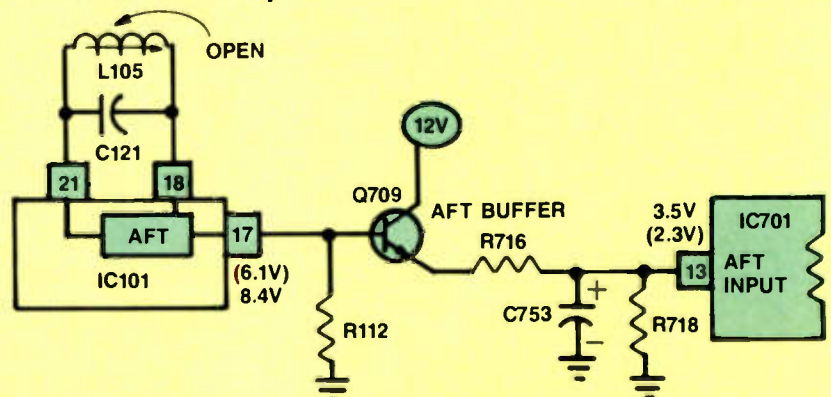 OPEN
L105
C121
12V
21
18
Q709
AFT BUFFER
3.5V
(2.3V)
IC701
R716
AFT
17
13
AFT
INPUT
IC101
(6.1V)
8.4V
C753
+
−
R718
R112